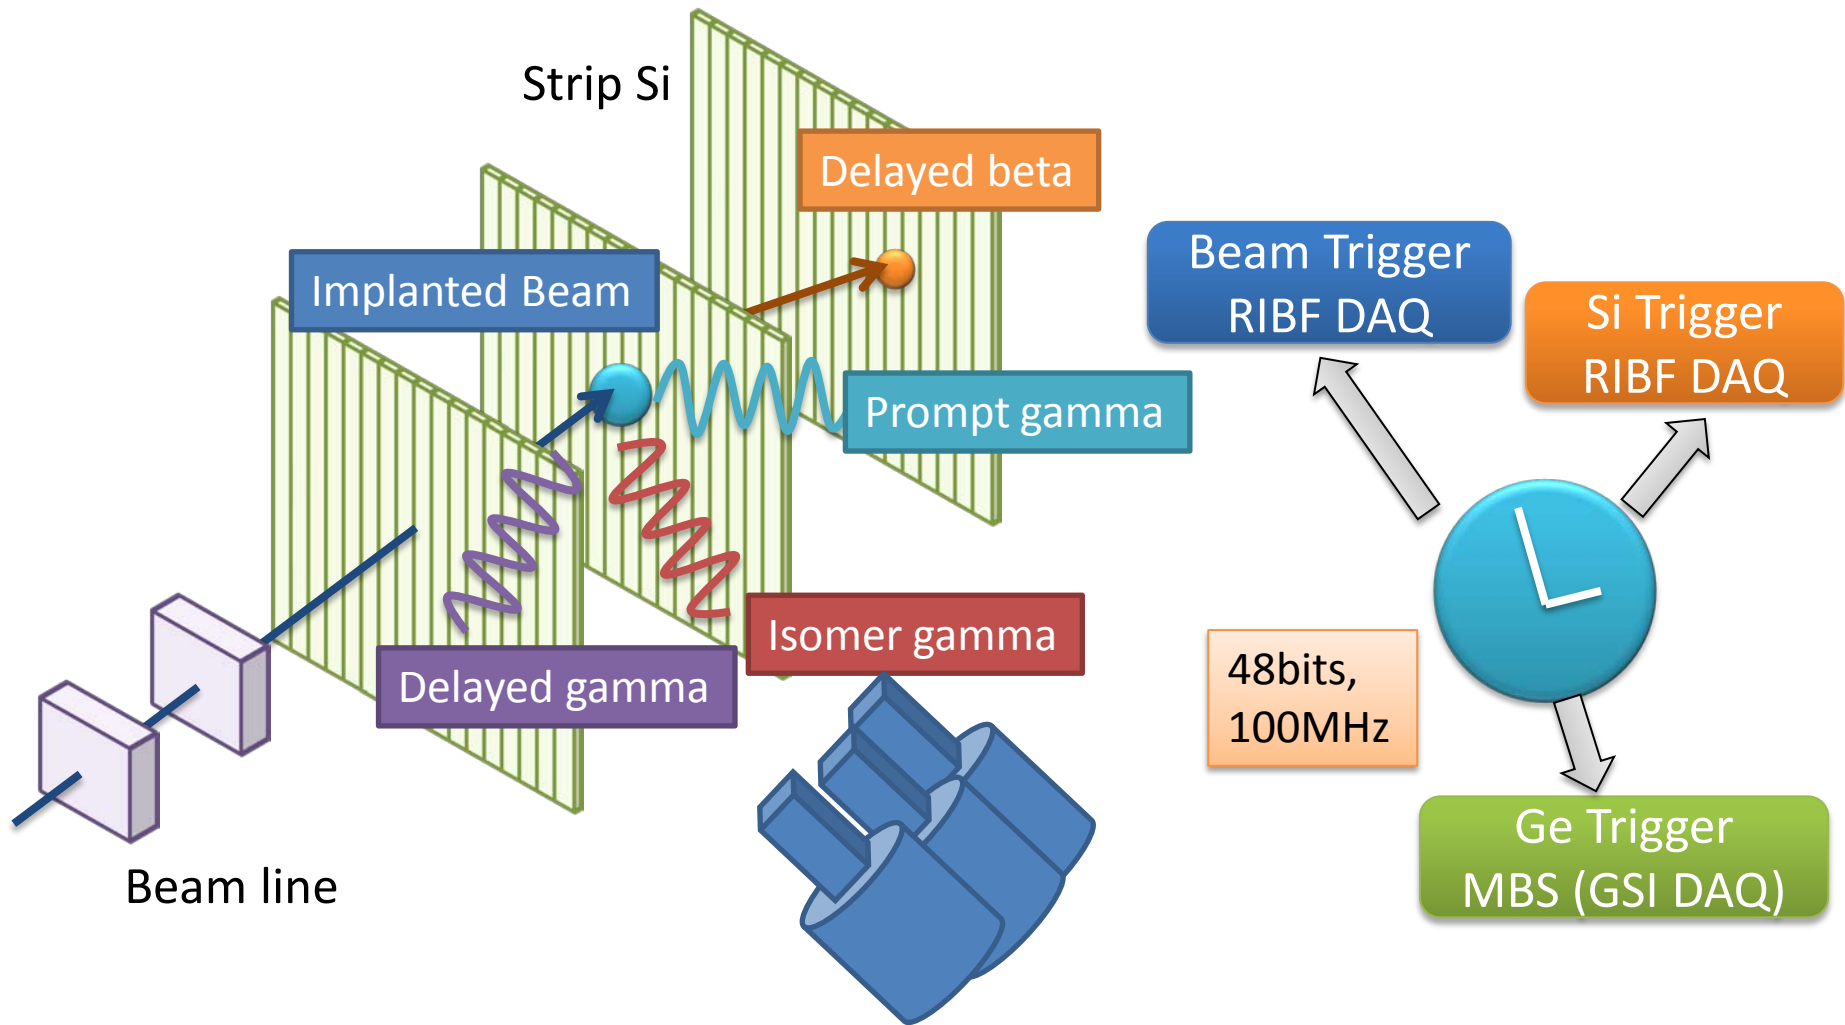 Strip Si
Delayed beta
Implanted Beam
Prompt gamma
Isomer gamma
Delayed gamma
Beam line
Beam Trigger
RIBF DAQ
Si Trigger
RIBF DAQ
48bits,
100MHz
Ge Trigger
MBS (GSI DAQ)